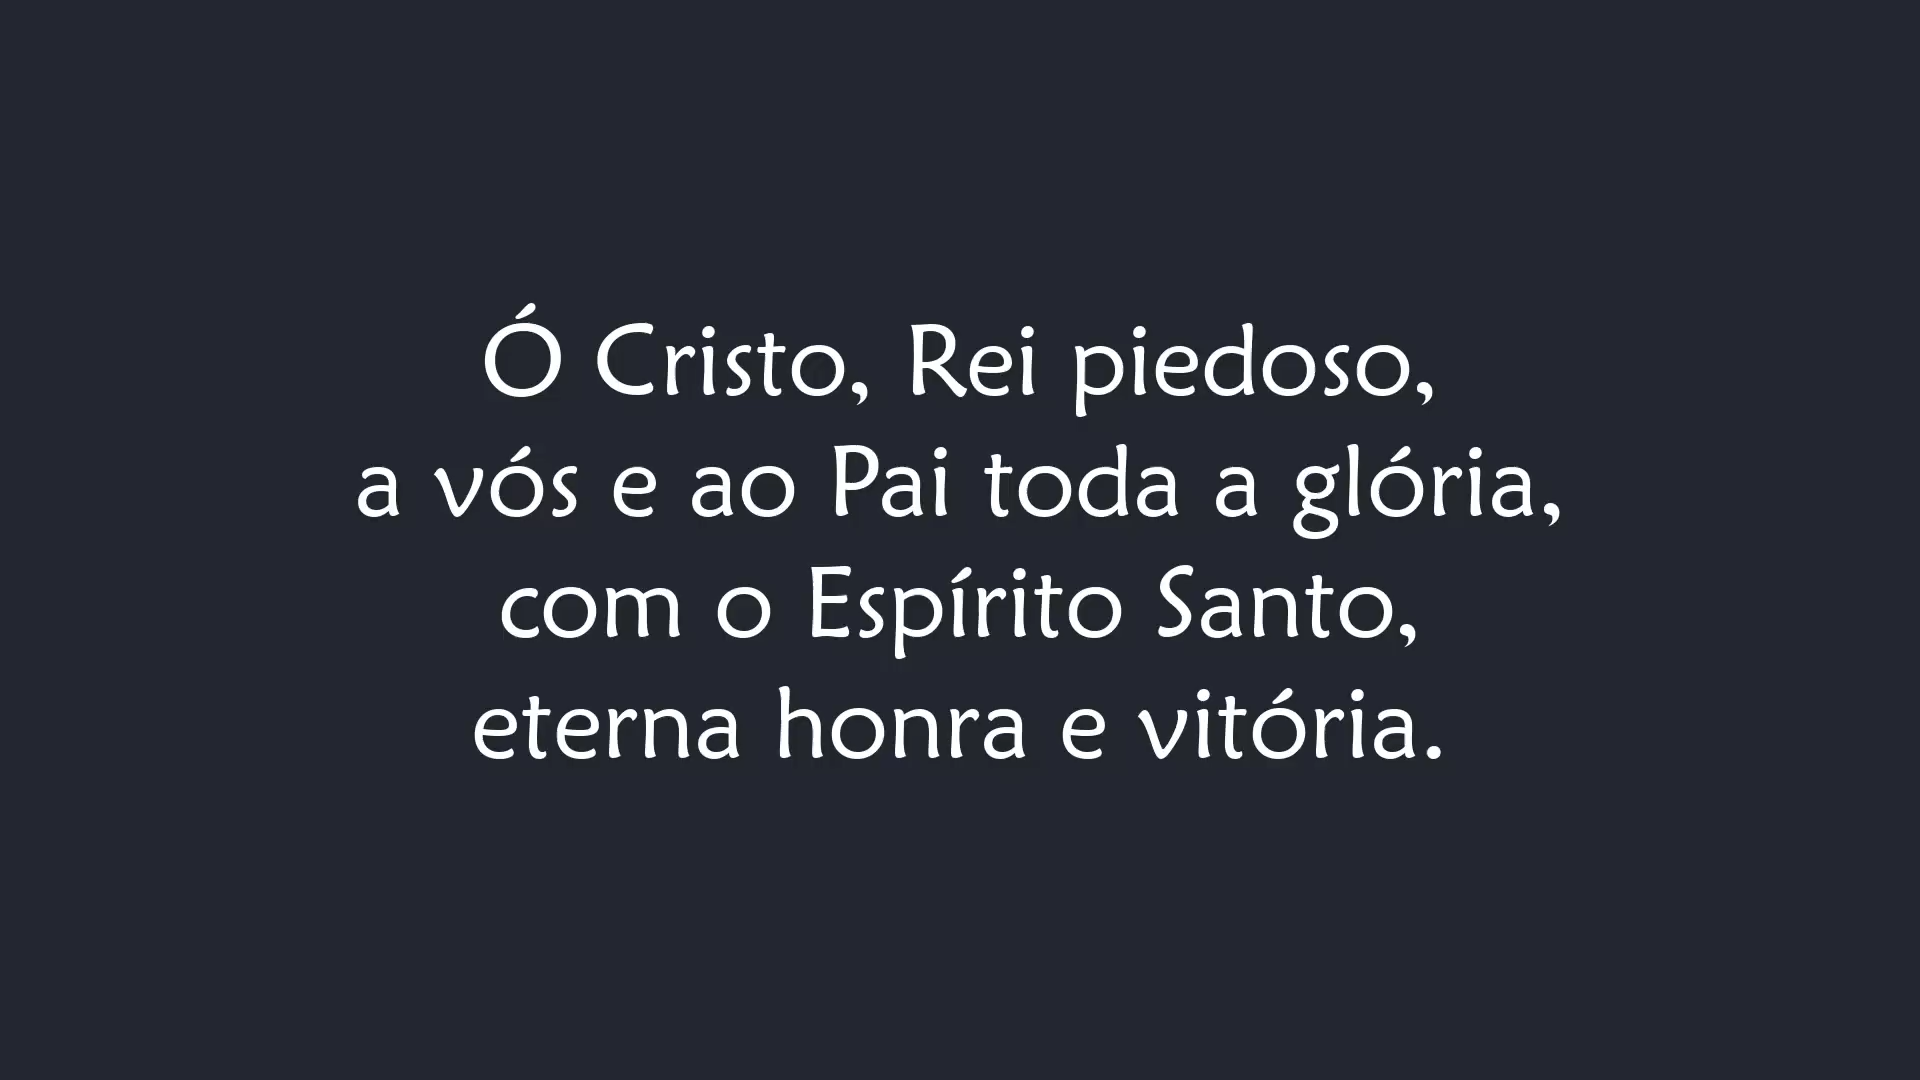 Ó Cristo, Rei piedoso,
a vós e ao Pai toda a glória,
com o Espírito Santo,
eterna honra e vitória.